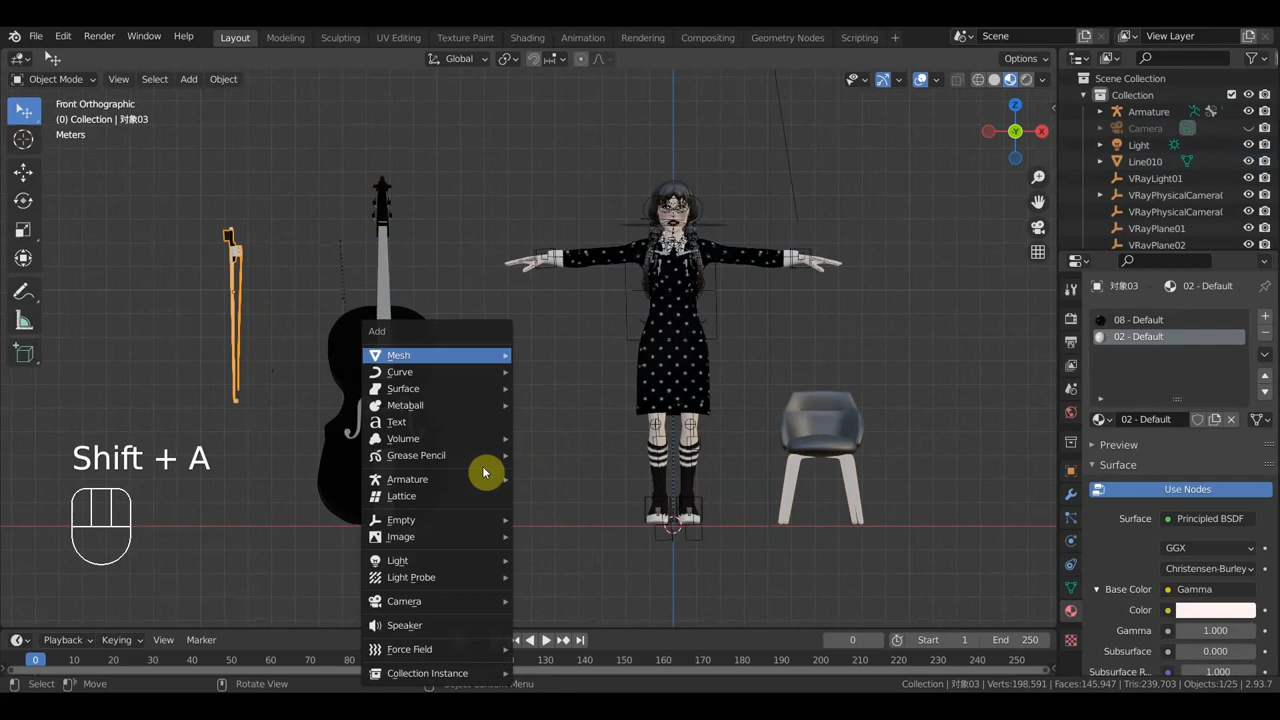 File Edit Render Window Help Layout Modeling Sculpting UV Editing Texture Paint Shading Animation Rendering Compositing Geometry Nodes Scripting + Scene View Layer
Global Options
Object Mode View Select Add Object
Front Orthographic
(0) Collection | 对象03
Meters
Z
-Y
X
Scene Collection
Collection
Armature
Camera
Light
Line010
VRayLight01
VRayPhysicalCamera(
VRayPhysicalCamera(
VRayPlane01
VRayPlane02
Add
Mesh
Curve
Surface
Metaball
Text
Volume
Grease Pencil
Armature
Lattice
Empty
Image
Light
Light Probe
Camera
Speaker
Force Field
Collection Instance
Shift + A
对象03 02 - Default
08 - Default
02 - Default
02 - Default
Preview
Surface
Use Nodes
Surface Principled BSDF
GGX
Christensen-Burley
Base Color Gamma
Color
Gamma 1.000
Subsurface 0.000
Subsurface R 1.000
Playback Keying View Marker 0 Start 1 End 250
0 10 20 30 40 50 60 70 80 130 140 150 160 170 180 190 200 210 220 230 240 250
Select Move Rotate View Collection | 对象03 | Verts:198,591 | Faces:145,947 | Tris:239,703 | Objects:1/25 | 2.93.7